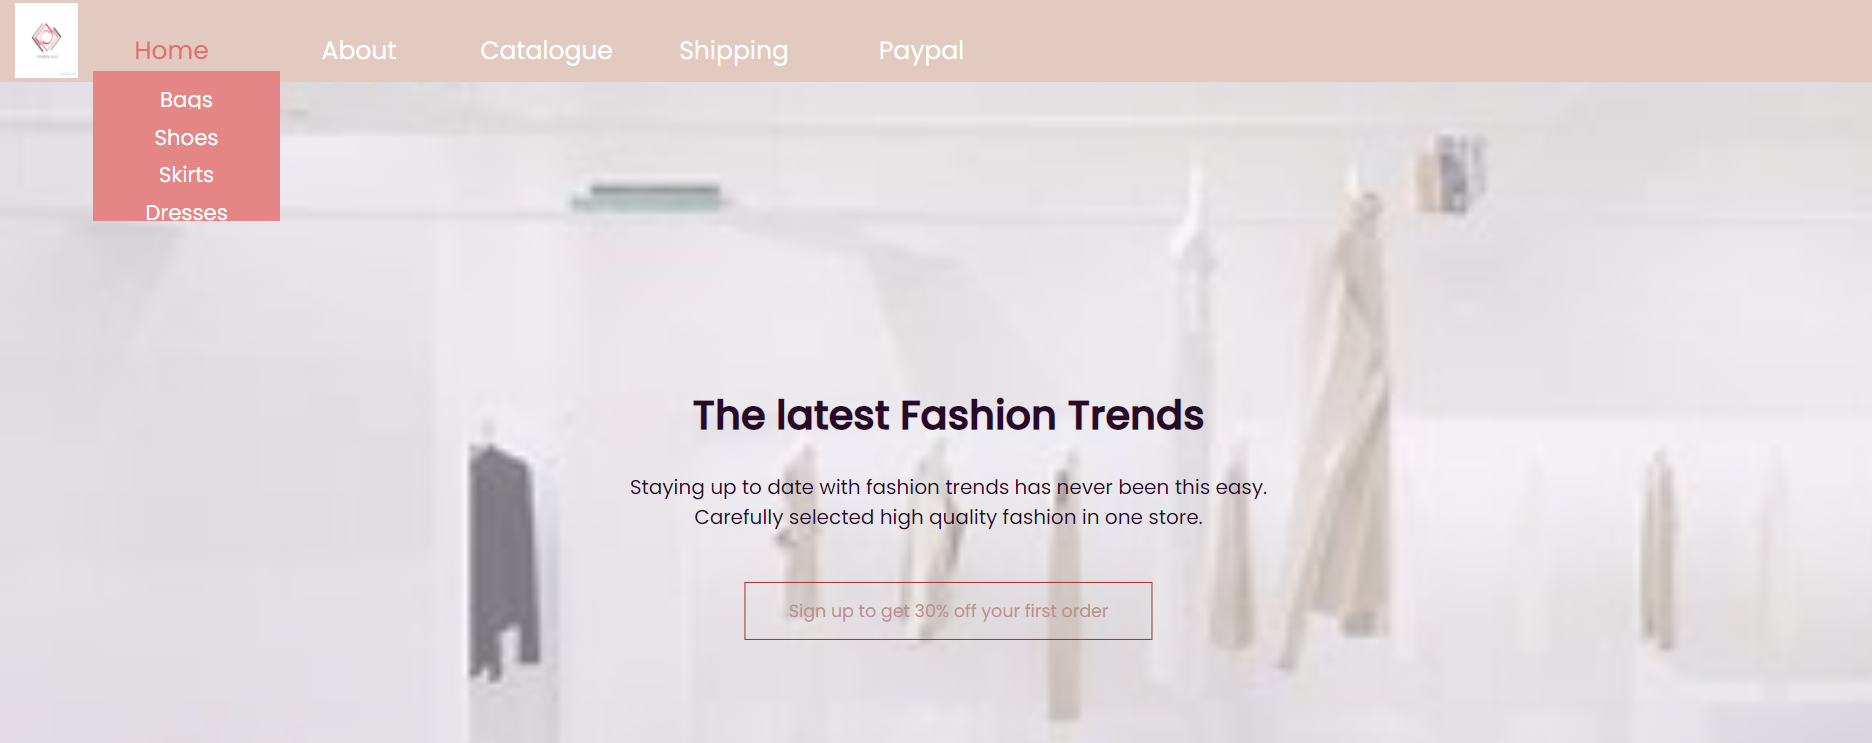 Home About Catalogue Shipping Paypal
Bags
Shoes
Skirts
Dresses
The latest Fashion Trends
Staying up to date with fashion trends has never been this easy.
Carefully selected high quality fashion in one store.
Sign up to get 30% off your first order